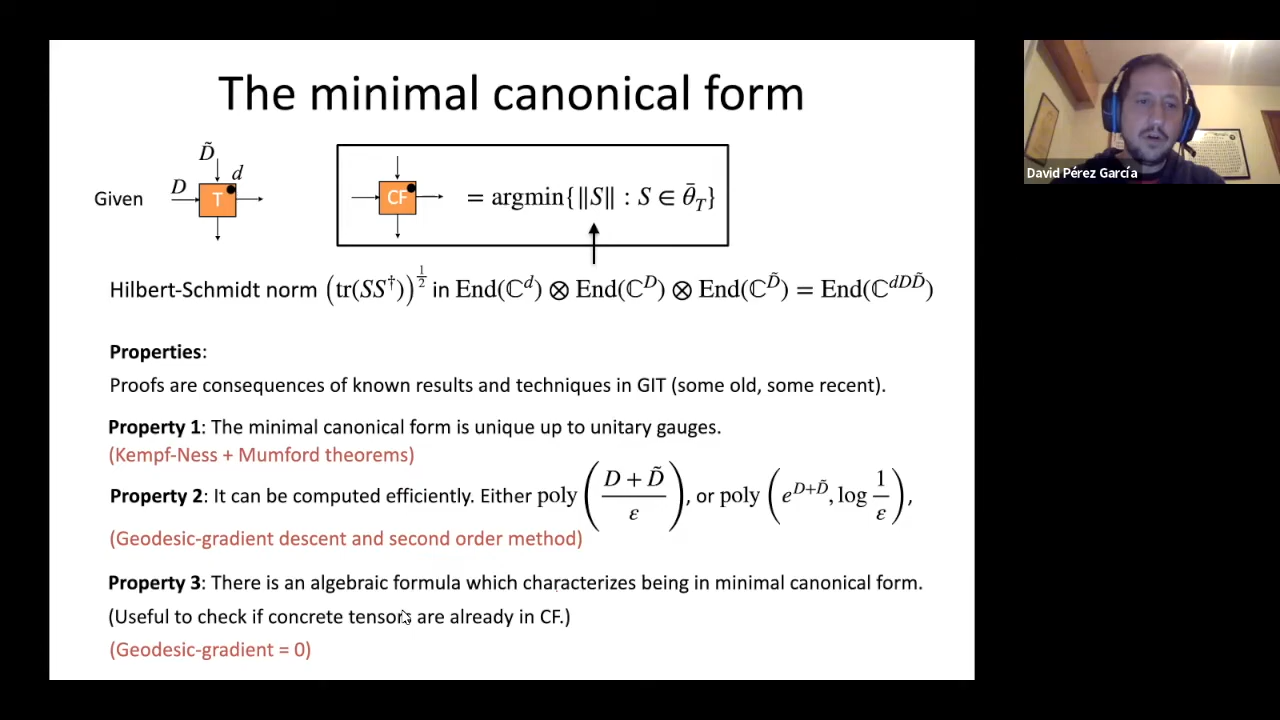 The minimal canonical form
Given D D̃ d T
CF = argmin{‖S‖ : S ∈ θ̄_T}
Hilbert-Schmidt norm (tr(SS†))^{1/2} in End(ℂ^d) ⊗ End(ℂ^D) ⊗ End(ℂ^D̃) = End(ℂ^{dDD̃})
Properties:
Proofs are consequences of known results and techniques in GIT (some old, some recent).
Property 1: The minimal canonical form is unique up to unitary gauges.
(Kempf-Ness + Mumford theorems)
Property 2: It can be computed efficiently. Either poly((D + D̃)/ε), or poly(e^{D+D̃}, log 1/ε),
(Geodesic-gradient descent and second order method)
Property 3: There is an algebraic formula which characterizes being in minimal canonical form.
(Useful to check if concrete tensors are already in CF.)
(Geodesic-gradient = 0)
David Pérez García